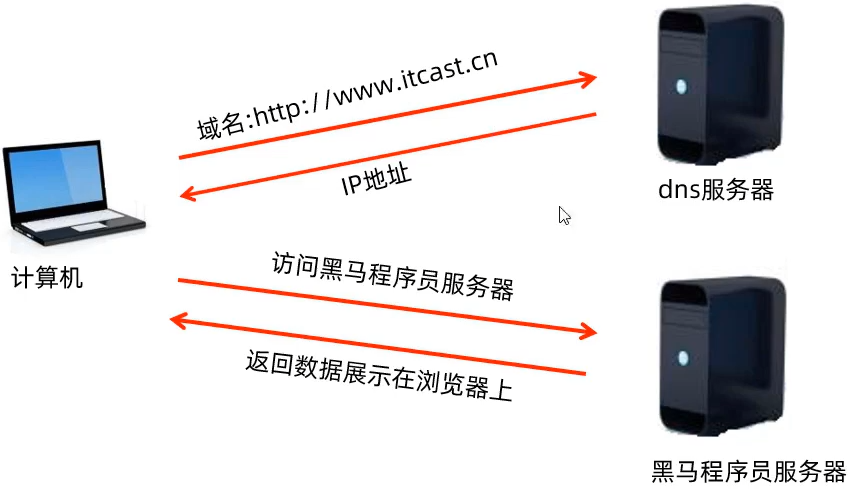 域名:http://www.itcast.cn
IP地址
dns服务器
计算机
访问黑马程序员服务器
返回数据展示在浏览器上
黑马程序员服务器